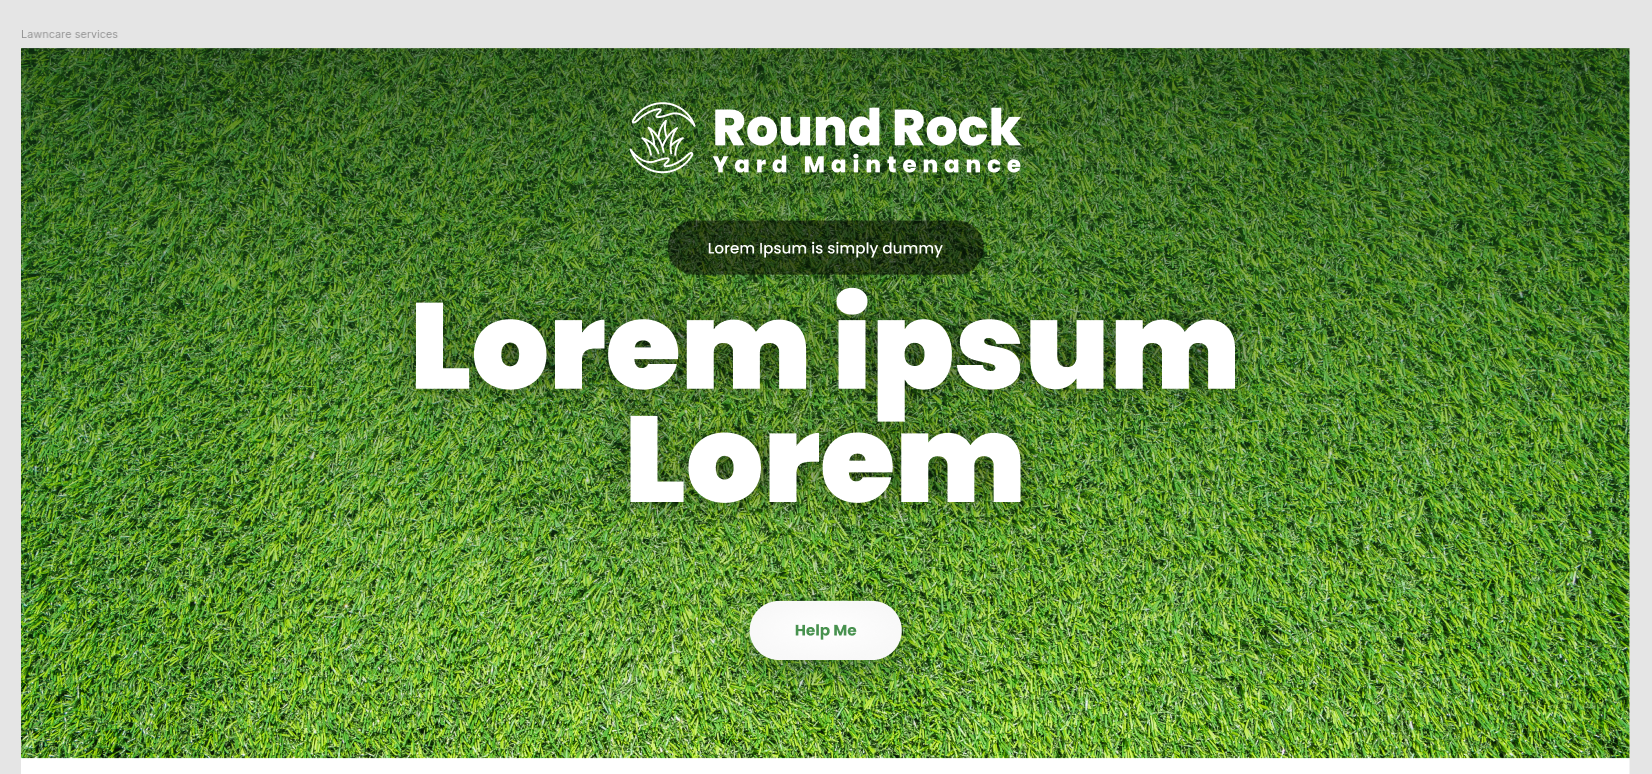 Lawncare services
Round Rock
Yard Maintenance
Lorem Ipsum is simply dummy
Lorem ipsum
Lorem
Help Me